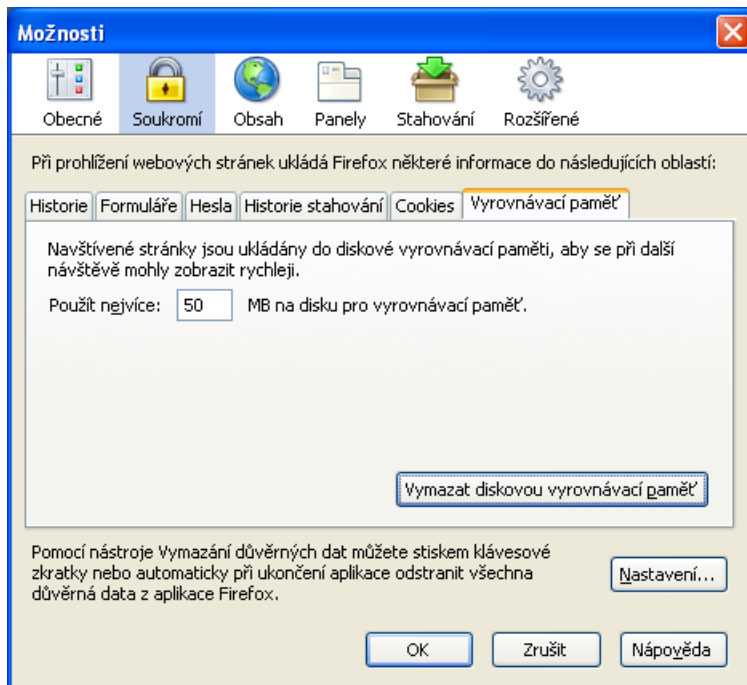 Možnosti
Obecné Soukromí Obsah Panely Stahování Rozšířené
Při prohlížení webových stránek ukládá Firefox některé informace do následujících oblastí:
Historie Formuláře Hesla Historie stahování Cookies Vyrovnávací paměť
Navštívené stránky jsou ukládány do diskové vyrovnávací paměti, aby se při další
návštěvě mohly zobrazit rychleji.
Použít nejvíce: 50 MB na disku pro vyrovnávací paměť.
Vymazat diskovou vyrovnávací paměť
Pomocí nástroje Vymazání důvěrných dat můžete stiskem klávesové
zkratky nebo automaticky při ukončení aplikace odstranit všechna
důvěrná data z aplikace Firefox.
Nastavení...
OK Zrušit Nápověda